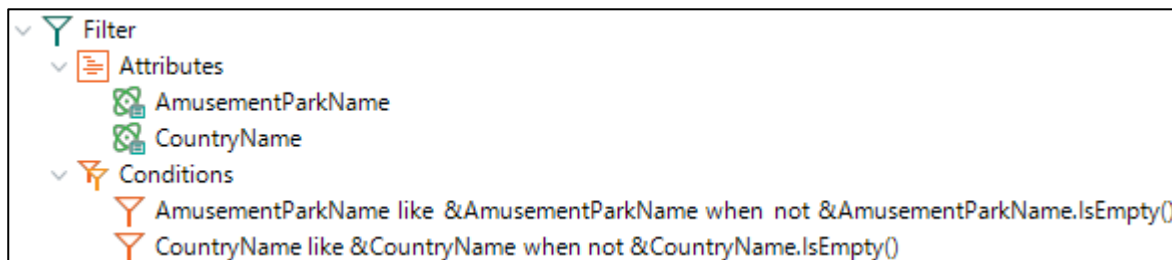 Filter
Attributes
AmusementParkName
CountryName
Conditions
AmusementParkName like &AmusementParkName when not &AmusementParkName.IsEmpty()
CountryName like &CountryName when not &CountryName.IsEmpty()